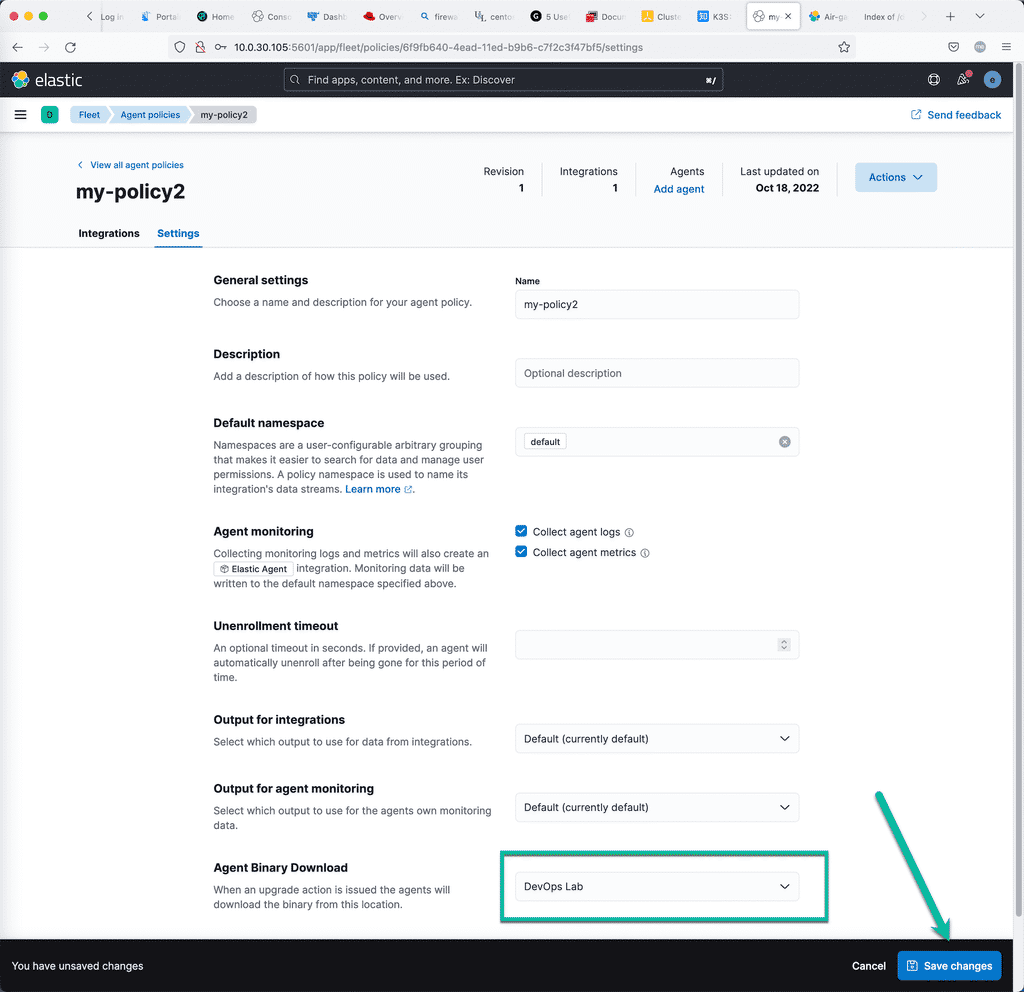 Log in
Porta
Home
Conso
Dashb
Overv
firewa
cento
5 Usef
Docum
Cluste
K3S:
my
Air-ga
Index of /d
10.0.30.105:5601/app/fleet/policies/6f9fb640-4ead-11ed-b9b6-c7f2c3f47bf5/settings
elastic
Find apps, content, and more. Ex: Discover
⌘/
e
D
Fleet
Agent policies
my-policy2
Send feedback
View all agent policies
my-policy2
Revision
1
Integrations
1
Agents
Add agent
Last updated on
Oct 18, 2022
Actions
Integrations
Settings
General settings
Choose a name and description for your agent policy.
Name
my-policy2
Description
Add a description of how this policy will be used.
Optional description
Default namespace
Namespaces are a user-configurable arbitrary grouping
that makes it easier to search for data and manage user
permissions. A policy namespace is used to name its
integration's data streams. Learn more.
default
Agent monitoring
Collecting monitoring logs and metrics will also create an
Elastic Agent integration. Monitoring data will be
written to the default namespace specified above.
Collect agent logs
Collect agent metrics
Unenrollment timeout
An optional timeout in seconds. If provided, an agent will
automatically unenroll after being gone for this period of
time.
Output for integrations
Select which output to use for data from integrations.
Default (currently default)
Output for agent monitoring
Select which output to use for the agents own monitoring
data.
Default (currently default)
Agent Binary Download
When an upgrade action is issued the agents will
download the binary from this location.
DevOps Lab
You have unsaved changes
Cancel
Save changes